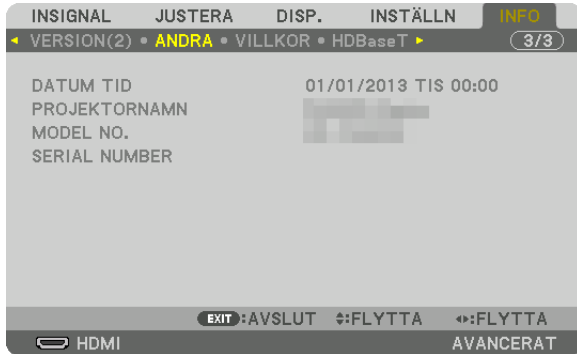 INSIGNAL JUSTERA DISP. INSTÄLLN INFO
VERSION(2) • ANDRA • VILLKOR • HDBaseT 3/3
DATUM TID 01/01/2013 TIS 00:00
PROJEKTORNAMN
MODEL NO.
SERIAL NUMBER
EXIT:AVSLUT :FLYTTA :FLYTTA
HDMI AVANCERAT